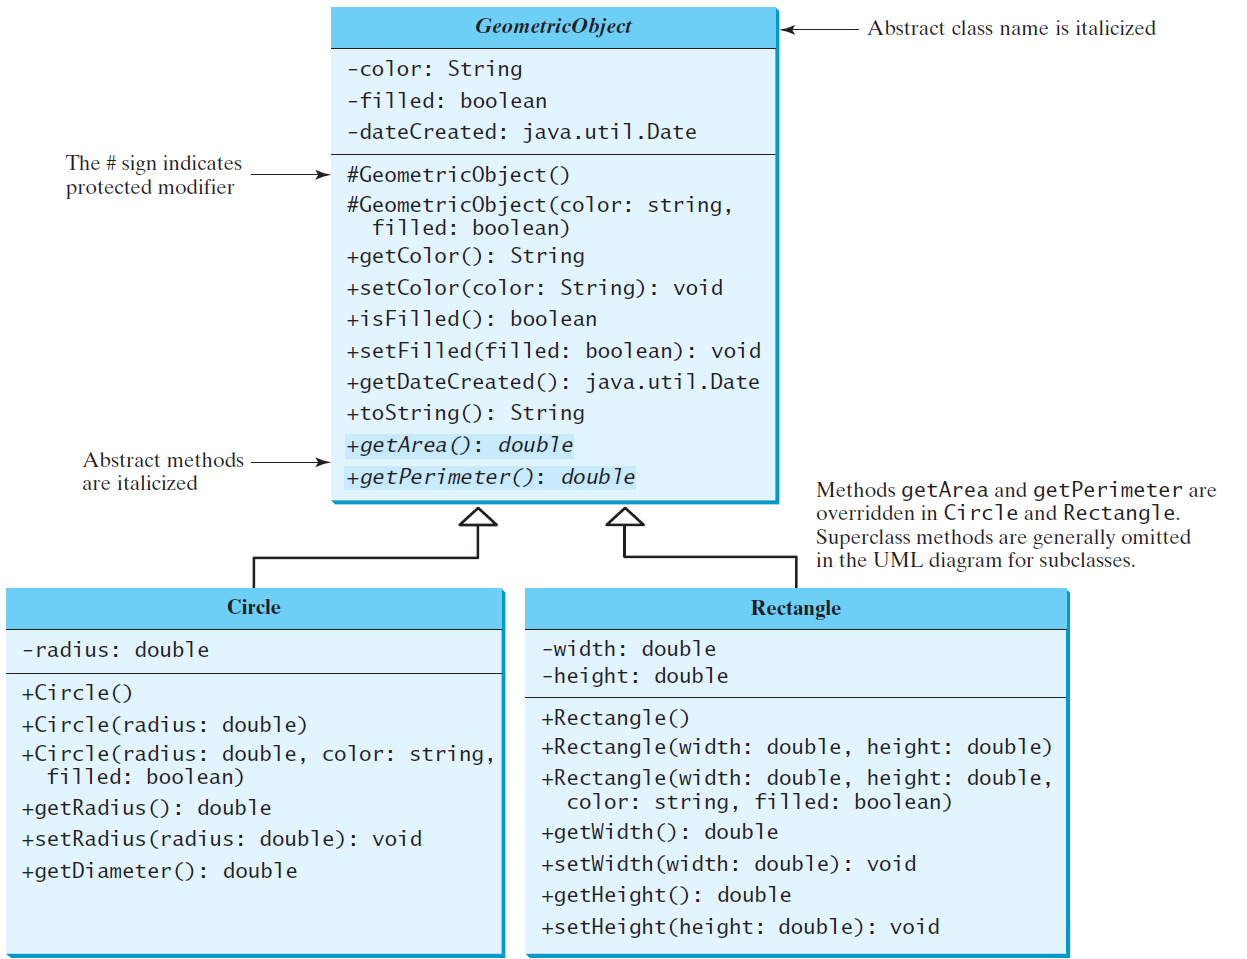 GeometricObject
Abstract class name is italicized
-color: String
-filled: boolean
-dateCreated: java.util.Date
The # sign indicates
protected modifier
#GeometricObject()
#GeometricObject(color: string,
filled: boolean)
+getColor(): String
+setColor(color: String): void
+isFilled(): boolean
+setFilled(filled: boolean): void
+getDateCreated(): java.util.Date
+toString(): String
+getArea(): double
+getPerimeter(): double
Abstract methods
are italicized
Methods getArea and getPerimeter are
overridden in Circle and Rectangle.
Superclass methods are generally omitted
in the UML diagram for subclasses.
Circle
-radius: double
+Circle()
+Circle(radius: double)
+Circle(radius: double, color: string,
filled: boolean)
+getRadius(): double
+setRadius(radius: double): void
+getDiameter(): double
Rectangle
-width: double
-height: double
+Rectangle()
+Rectangle(width: double, height: double)
+Rectangle(width: double, height: double,
color: string, filled: boolean)
+getWidth(): double
+setWidth(width: double): void
+getHeight(): double
+setHeight(height: double): void